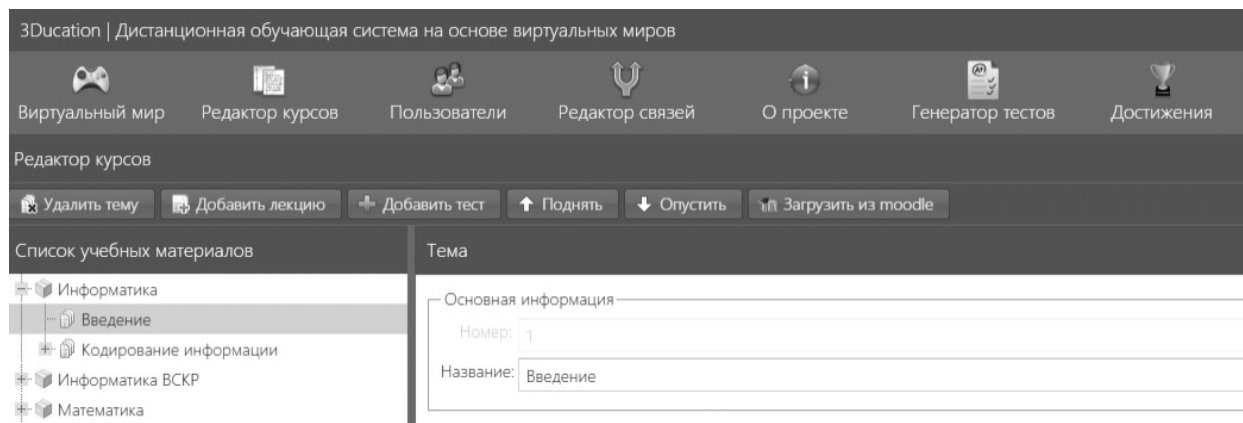 3Ducation | Дистанционная обучающая система на основе виртуальных миров
Виртуальный мир Редактор курсов Пользователи Редактор связей О проекте Генератор тестов Достижения
Редактор курсов
Удалить тему Добавить лекцию Добавить тест Поднять Опустить Загрузить из moodle
Список учебных материалов Тема
Информатика
Основная информация
Введение
Номер: 1
Кодирование информации
Название: Введение
Информатика ВСКР
Математика